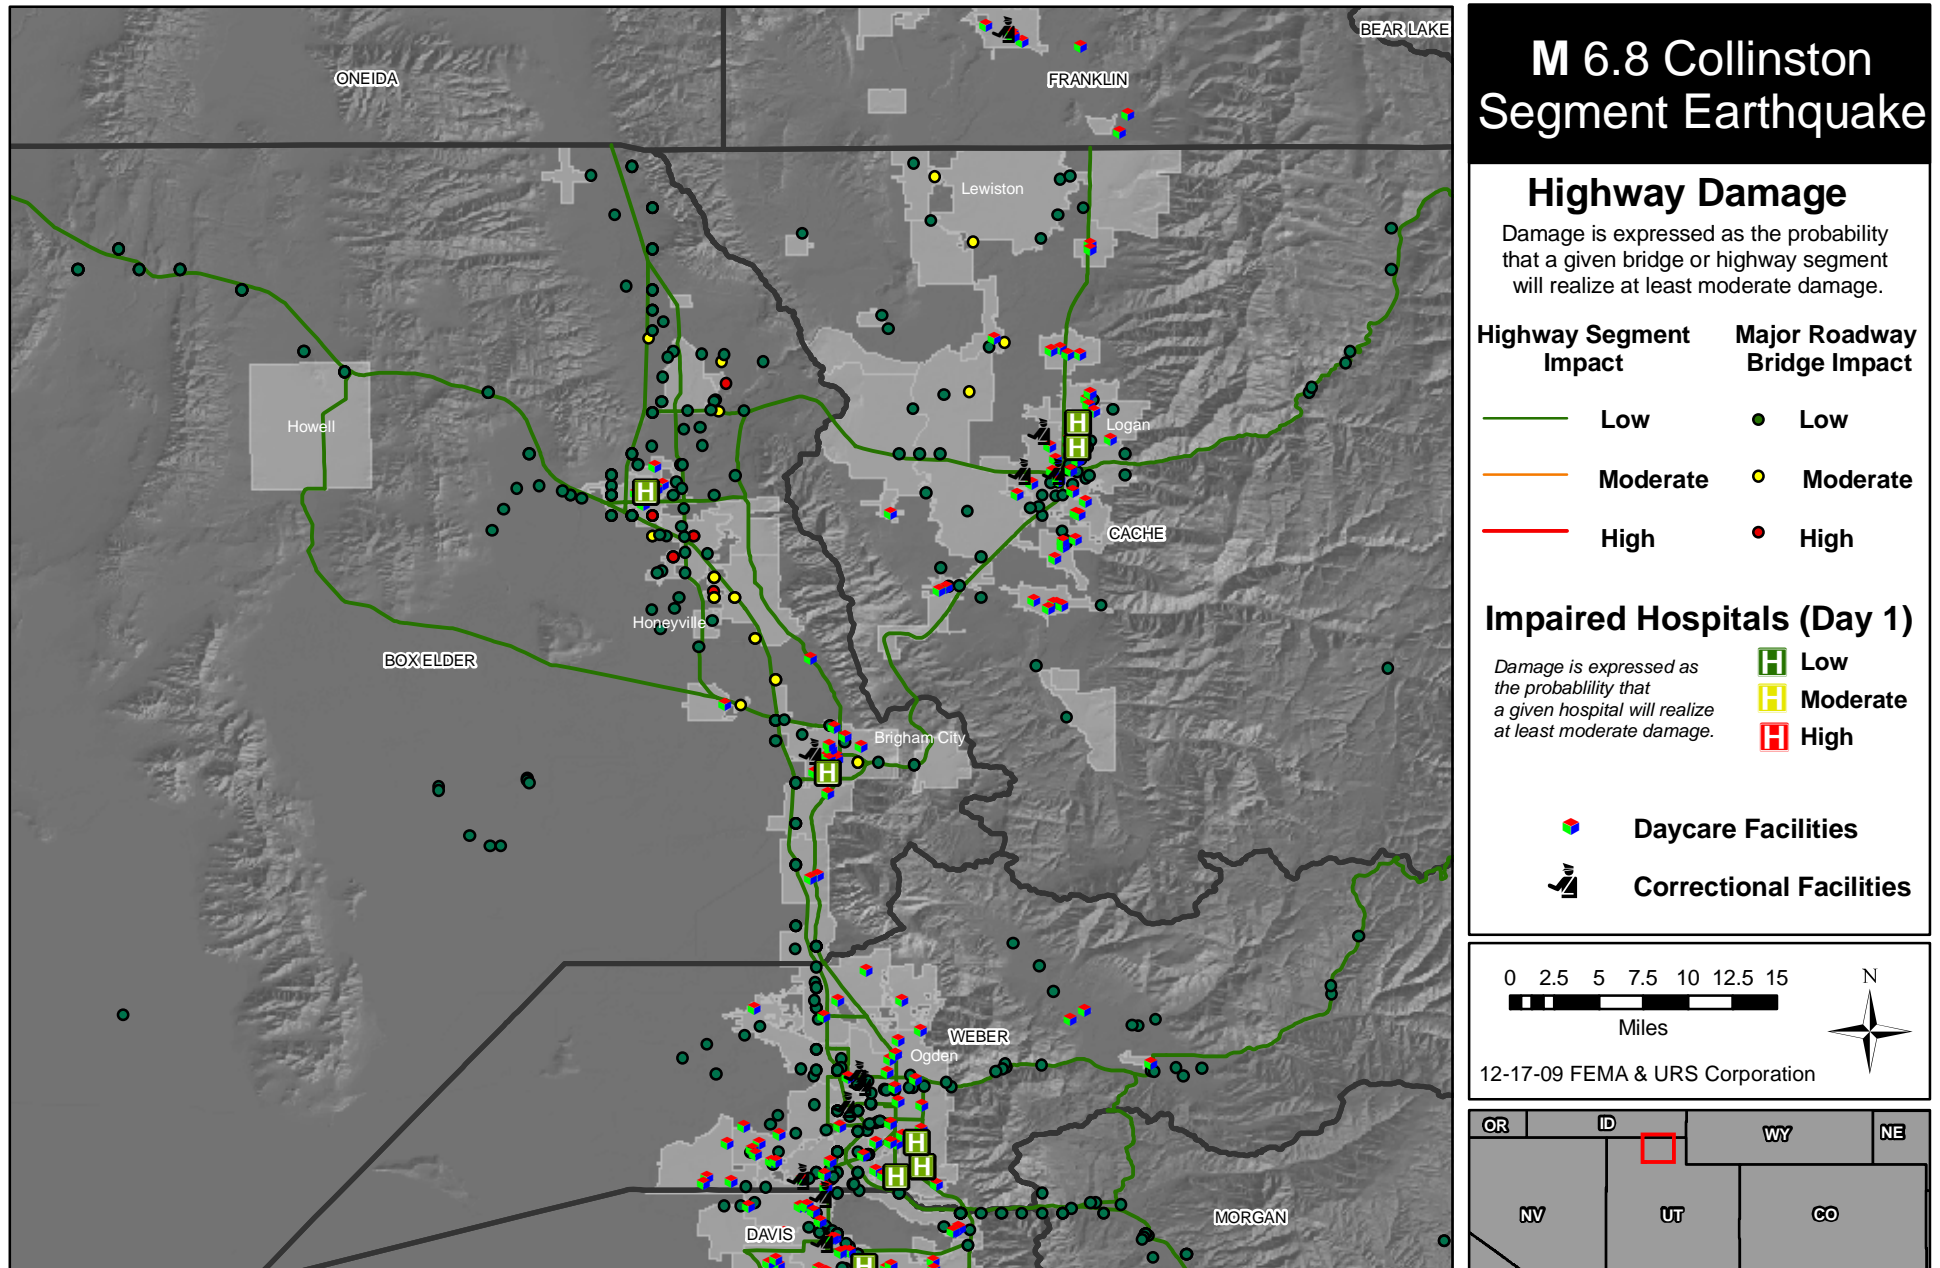 M 6.8 Collinston
Segment Earthquake
Highway Damage
Damage is expressed as the probability
that a given bridge or highway segment
will realize at least moderate damage.
Highway Segment
Impact
Major Roadway
Bridge Impact
Low
Low
Moderate
Moderate
High
High
Impaired Hospitals (Day 1)
Damage is expressed as
the probablility that
a given hospital will realize
at least moderate damage.
H Low
H Moderate
H High
Daycare Facilities
Correctional Facilities
0 2.5 5 7.5 10 12.5 15
Miles
N
12-17-09 FEMA & URS Corporation
OR
ID
WY
NE
NV
UT
CO
BEAR LAKE
ONEIDA
FRANKLIN
Lewiston
Howell
H
Logan
H
H
CACHE
Honeyville
BOX ELDER
Brigham City
H
WEBER
Ogden
H
H
H
MORGAN
DAVIS
H